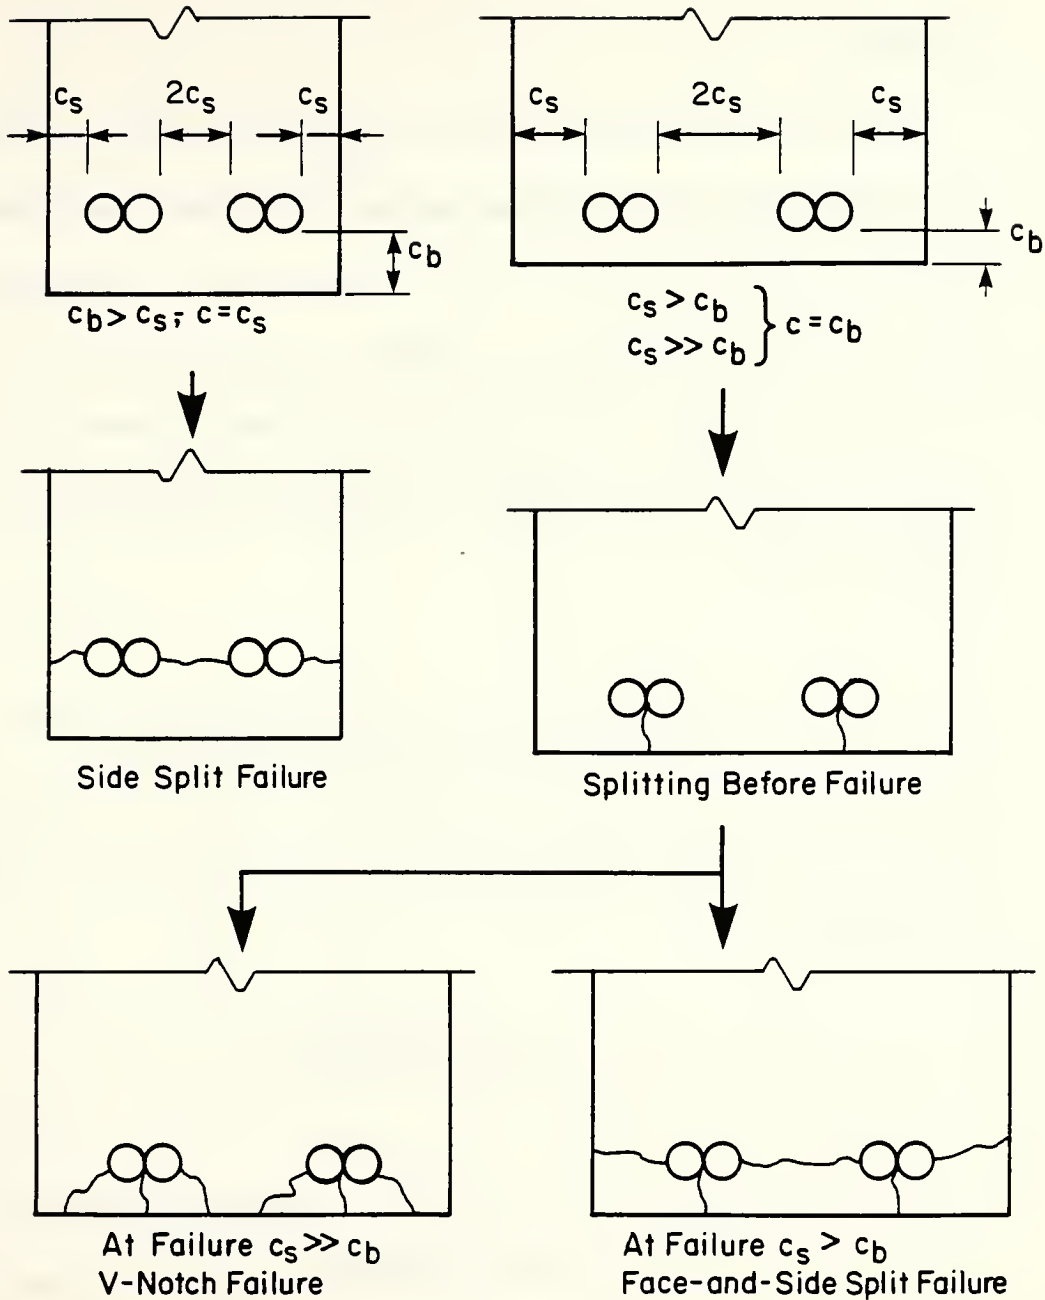 c_s 2c_s c_s
c_b
c_b > c_s; c = c_s
c_s 2c_s c_s
c_b
c_s > c_b
c_s >> c_b } c = c_b
Side Split Failure
Splitting Before Failure
At Failure c_s >> c_b
V-Notch Failure
At Failure c_s > c_b
Face-and-Side Split Failure